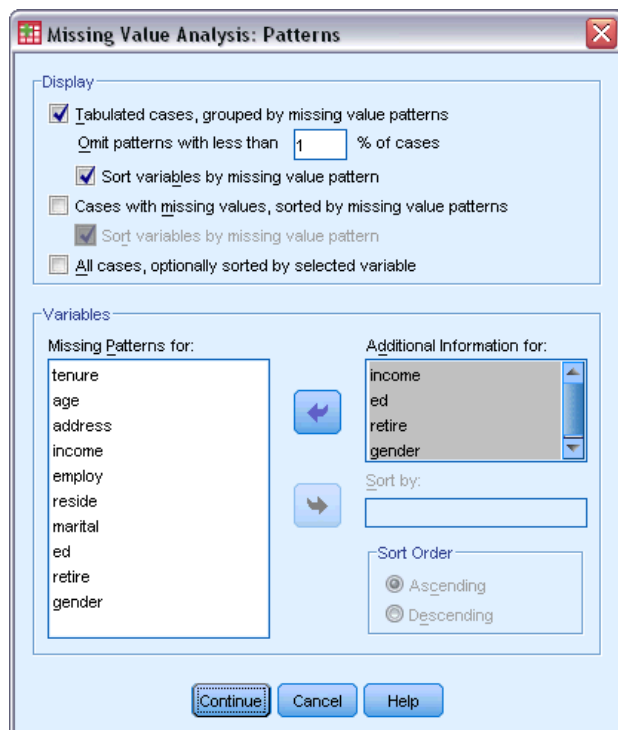 Missing Value Analysis: Patterns
Display
Tabulated cases, grouped by missing value patterns
Omit patterns with less than 1 % of cases
Sort variables by missing value pattern
Cases with missing values, sorted by missing value patterns
Sort variables by missing value pattern
All cases, optionally sorted by selected variable
Variables
Missing Patterns for:
tenure
age
address
income
employ
reside
marital
ed
retire
gender
Additional Information for:
income
ed
retire
gender
Sort by:
Sort Order
Ascending
Descending
Continue Cancel Help